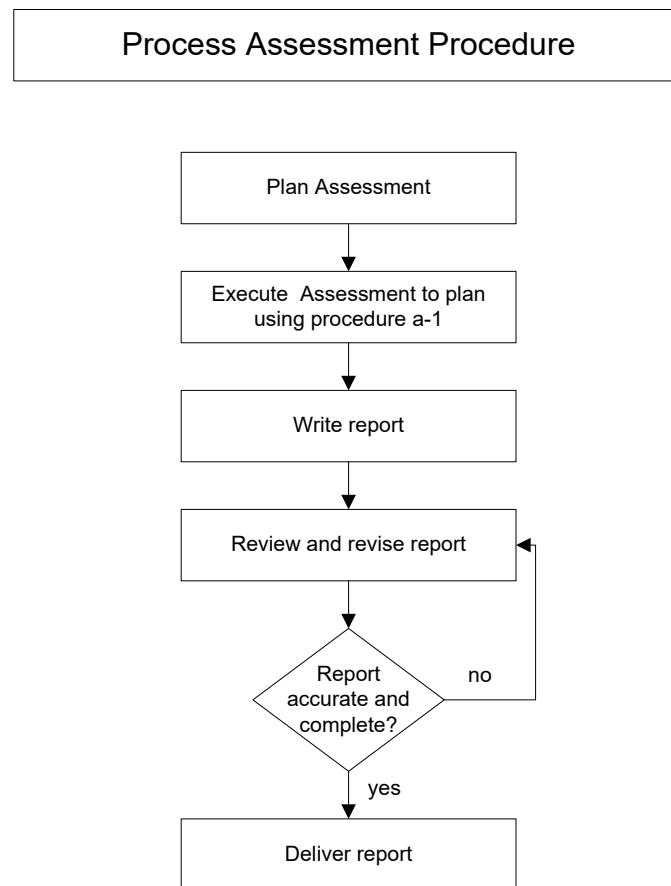 Process Assessment Procedure
Plan Assessment
Execute  Assessment to plan
using procedure a-1
Write report
Review and revise report
Report
accurate and
complete?
no
yes
Deliver report